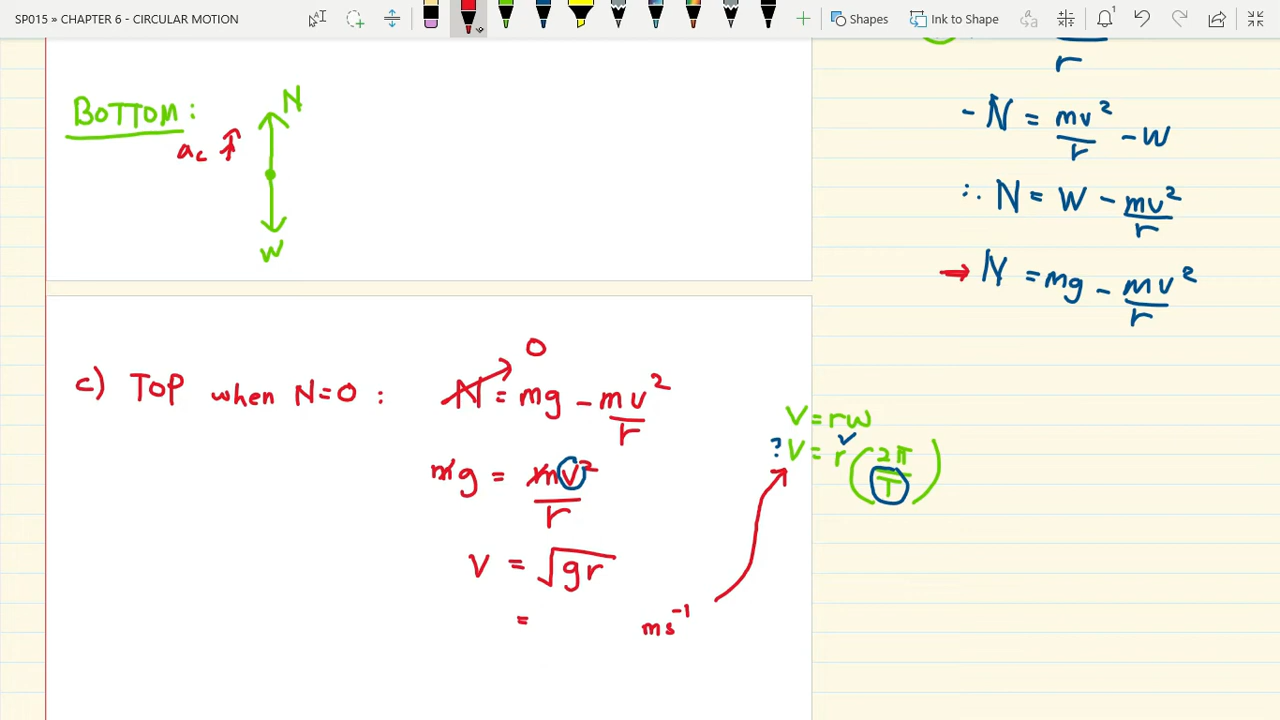 SP015 » CHAPTER 6 - CIRCULAR MOTION
Shapes
Ink to Shape
BOTTOM :
N
ac ↑
W
r
- N = mv²/r - W
∴ N = W - mv²/r
→ N = mg - mv²/r
c) TOP when N=0 :
0
N = mg - mv²/r
mg = mv²/r
v = √gr
= ms⁻¹
V = rw
? V = r (2π/T)